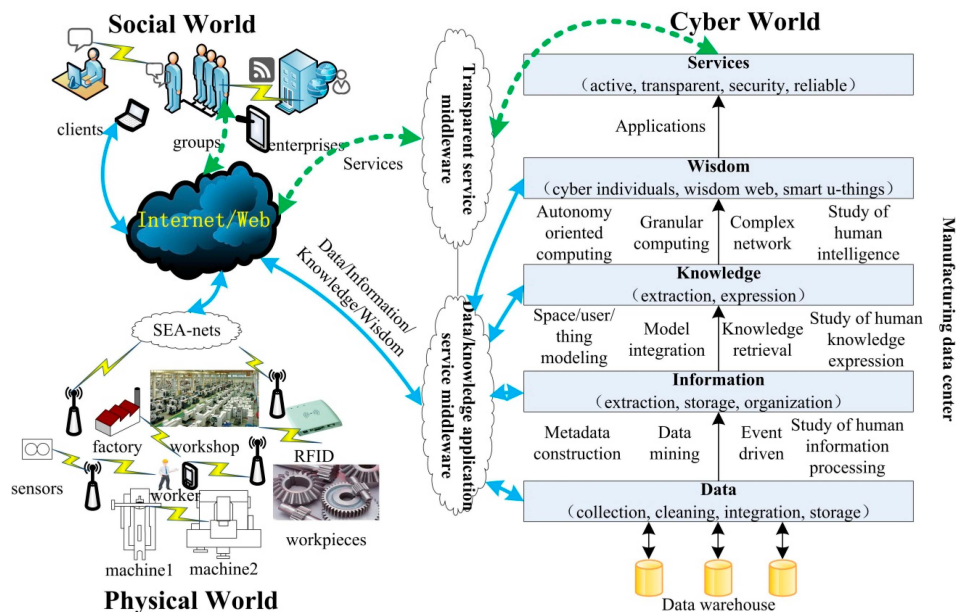 Social World
clients
groups
enterprises
Internet/Web
Services
Data/Information/
Knowledge/Wisdom
SEA-nets
factory
workshop
RFID
sensors
worker
workpieces
machine1
machine2
Physical World
Transparent service
middleware
Data/knowledge application
service middleware
Cyber World
Services
(active, transparent, security, reliable)
Applications
Wisdom
(cyber individuals, wisdom web, smart u-things)
Autonomy
oriented
computing
Granular
computing
Complex
network
Study of
human
intelligence
Knowledge
(extraction, expression)
Space/user/
thing
modeling
Model
integration
Knowledge
retrieval
Study of human
knowledge
expression
Information
(extraction, storage, organization)
Metadata
construction
Data
mining
Event
driven
Study of human
information
processing
Data
(collection, cleaning, integration, storage)
Data warehouse
Manufacturing data center